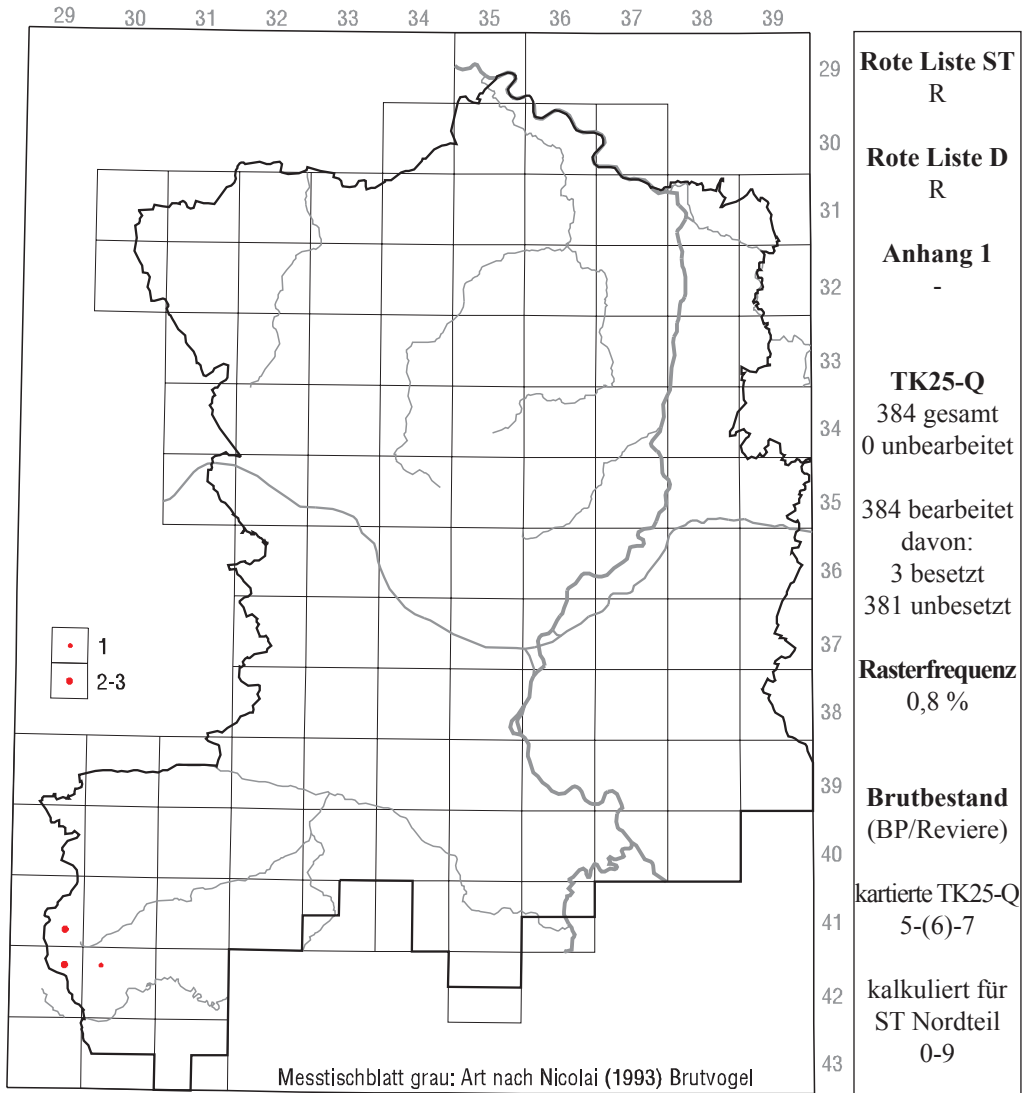 29 30 31 32 33 34 35 36 37 38 39
29
30
31
32
33
34
35
36
37
38
39
40
41
42
43
1
2-3
Messtischblatt grau: Art nach Nicolai (1993) Brutvogel
Rote Liste ST
R
Rote Liste D
R
Anhang 1
-
TK25-Q
384 gesamt
0 unbearbeitet
384 bearbeitet
davon:
3 besetzt
381 unbesetzt
Rasterfrequenz
0,8 %
Brutbestand
(BP/Reviere)
kartierte TK25-Q
5-(6)-7
kalkuliert für
ST Nordteil
0-9